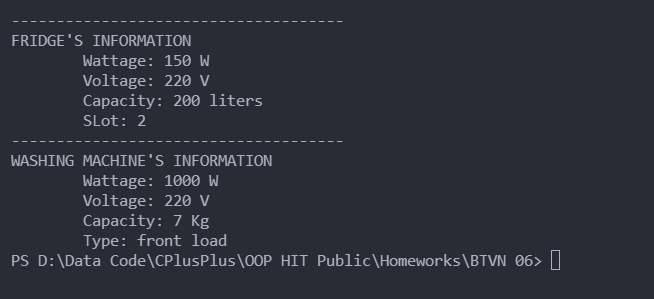 -------------------------------------
FRIDGE'S INFORMATION
        Wattage: 150 W
        Voltage: 220 V
        Capacity: 200 liters
        SLot: 2
-------------------------------------
WASHING MACHINE'S INFORMATION
        Wattage: 1000 W
        Voltage: 220 V
        Capacity: 7 Kg
        Type: front load
PS D:\Data Code\CPlusPlus\OOP HIT Public\Homeworks\BTVN 06>